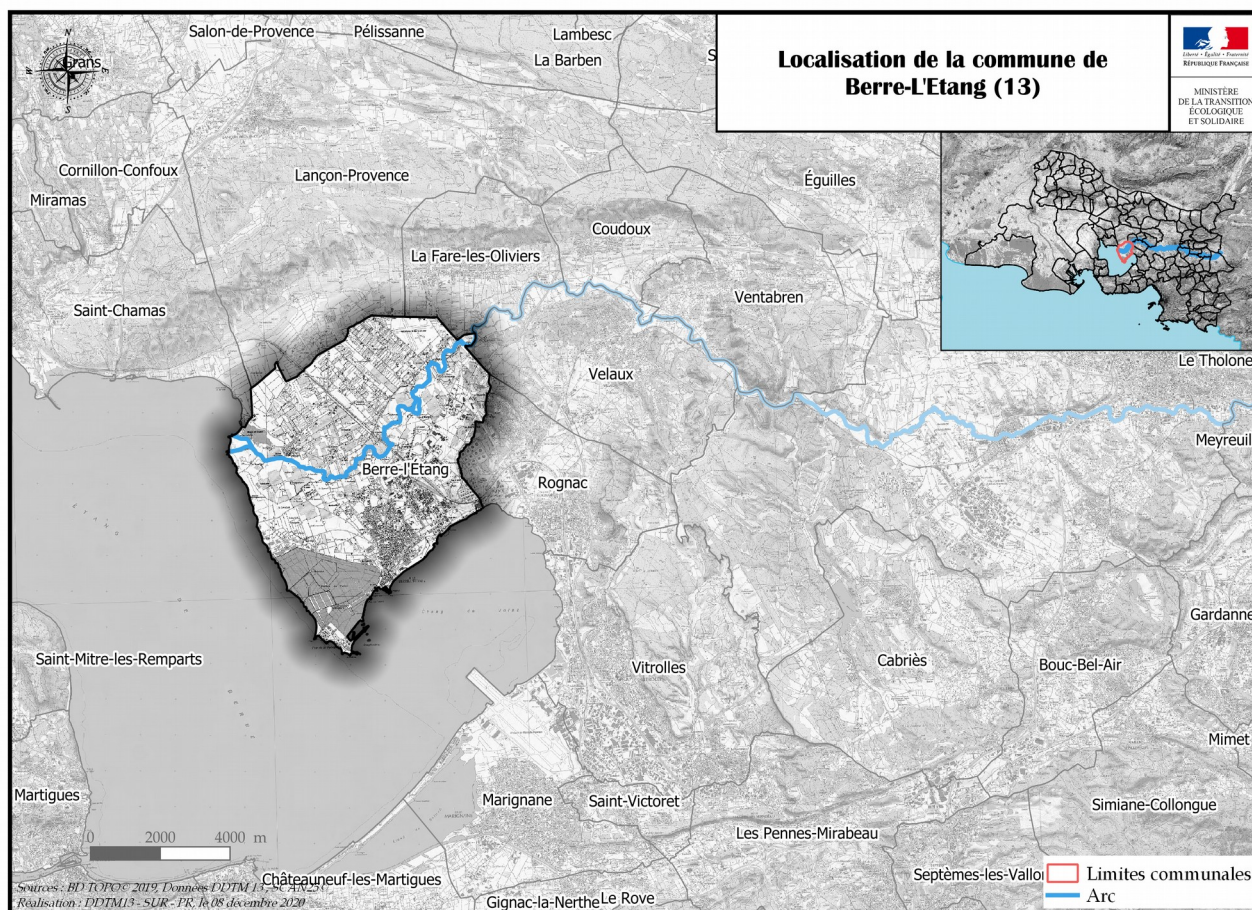 Localisation de la commune de
Berre-L'Etang (13)
Liberté • Égalité • Fraternité
RÉPUBLIQUE FRANÇAISE
MINISTÈRE
DE LA TRANSITION
ÉCOLOGIQUE
ET SOLIDAIRE
N
W
E
S
Grans
Salon-de-Provence
Pélissanne
Lambesc
La Barben
Cornillon-Confoux
Miramas
Lançon-Provence
Éguilles
Coudoux
La Fare-les-Oliviers
Saint-Chamas
Ventabren
Le Tholone
Velaux
Meyreuil
Berre-l'Étang
Rognac
Gardanne
Saint-Mitre-les-Remparts
Vitrolles
Cabriès
Bouc-Bel-Air
Mimet
Martigues
Marignane
Saint-Victoret
Simiane-Collongue
Les Pennes-Mirabeau
0 2000 4000 m
Châteauneuf-les-Martigues
Septèmes-les-Vallo
Gignac-la-Nerthe
Le Rove
Limites communales
Arc
Sources : BD TOPO© 2019, Données DDTM 13, SCAN25
Réalisation : DDTM13 - SUR - PR, le 08 décembre 2020